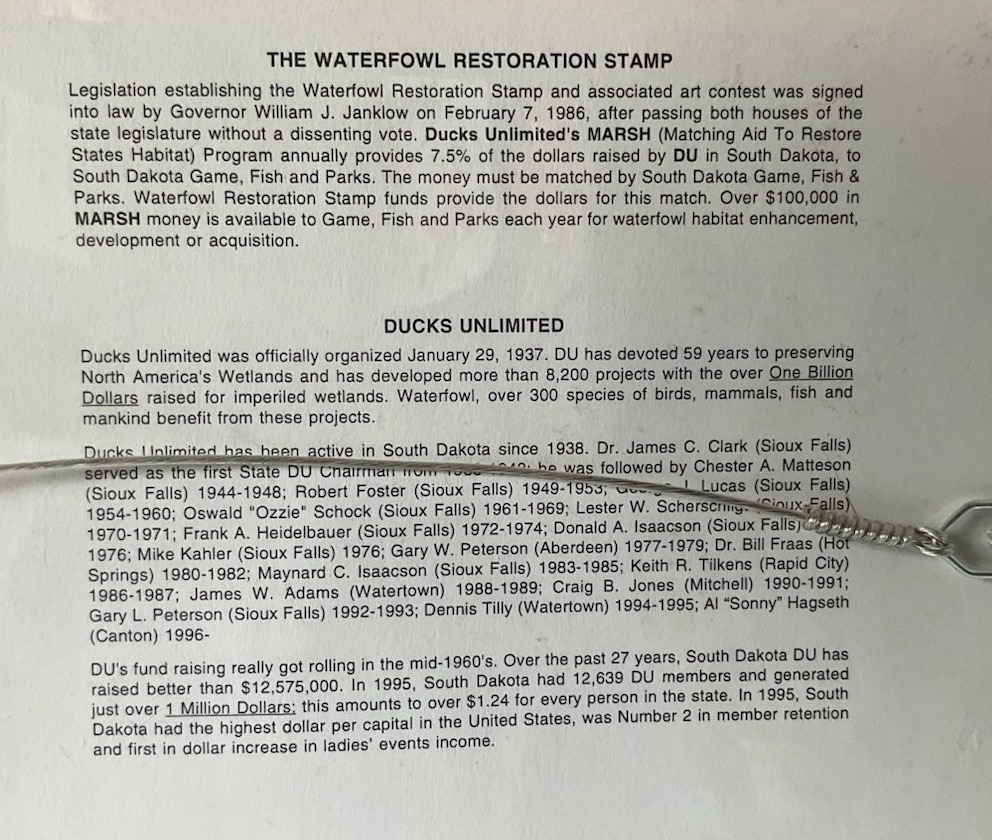 THE WATERFOWL RESTORATION STAMP
Legislation establishing the Waterfowl Restoration Stamp and associated art contest was signed
into law by Governor William J. Janklow on February 7, 1986, after passing both houses of the
state legislature without a dissenting vote. Ducks Unlimited's MARSH (Matching Aid To Restore
States Habitat) Program annually provides 7.5% of the dollars raised by DU in South Dakota, to
South Dakota Game, Fish and Parks. The money must be matched by South Dakota Game, Fish &
Parks. Waterfowl Restoration Stamp funds provide the dollars for this match. Over $100,000 in
MARSH money is available to Game, Fish and Parks each year for waterfowl habitat enhancement,
development or acquisition.
DUCKS UNLIMITED
Ducks Unlimited was officially organized January 29, 1937. DU has devoted 59 years to preserving
North America's Wetlands and has developed more than 8,200 projects with the over One Billion
Dollars raised for imperiled wetlands. Waterfowl, over 300 species of birds, mammals, fish and
mankind benefit from these projects.
Ducks Unlimited has been active in South Dakota since 1938. Dr. James C. Clark (Sioux Falls)
served as the first State DU Chairman from he was followed by Chester A. Matteson
(Sioux Falls) 1944-1948; Robert Foster (Sioux Falls) 1949-1953; Lucas (Sioux Falls)
1954-1960; Oswald "Ozzie" Schock (Sioux Falls) 1961-1969; Lester W. (Sioux Falls)
1970-1971; Frank A. Heidelbauer (Sioux Falls) 1972-1974; Donald A. Isaacson (Sioux Falls)
1976; Mike Kahler (Sioux Falls) 1976; Gary W. Peterson (Aberdeen) 1977-1979; Dr. Bill Fraas (Hot
Springs) 1980-1982; Maynard C. Isaacson (Sioux Falls) 1983-1985; Keith R. Tilkens (Rapid City)
1986-1987; James W. Adams (Watertown) 1988-1989; Craig B. Jones (Mitchell) 1990-1991;
Gary L. Peterson (Sioux Falls) 1992-1993; Dennis Tilly (Watertown) 1994-1995; Al “Sonny” Hagseth
(Canton) 1996-
DU's fund raising really got rolling in the mid-1960's. Over the past 27 years, South Dakota DU has
raised better than $12,575,000. In 1995, South Dakota had 12,639 DU members and generated
just over 1 Million Dollars; this amounts to over $1.24 for every person in the state. In 1995, South
Dakota had the highest dollar per capital in the United States, was Number 2 in member retention
and first in dollar increase in ladies' events income.